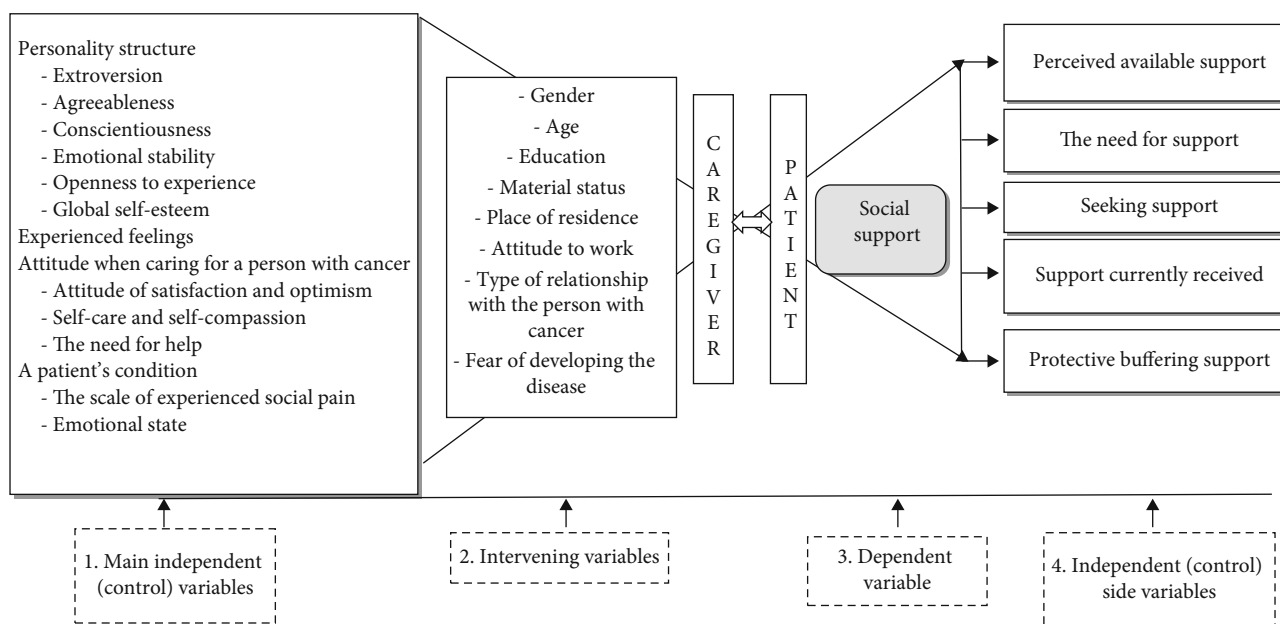 Personality structure
- Extroversion
- Agreeableness
- Conscientiousness
- Emotional stability
- Openness to experience
- Global self-esteem
Experienced feelings
Attitude when caring for a person with cancer
- Attitude of satisfaction and optimism
- Self-care and self-compassion
- The need for help
A patient's condition
- The scale of experienced social pain
- Emotional state
- Gender
- Age
- Education
- Material status
- Place of residence
- Attitude to work
- Type of relationship
with the person with
cancer
- Fear of developing the
disease
C
A
R
E
G
I
V
E
R
P
A
T
I
E
N
T
Social
support
Perceived available support
The need for support
Seeking support
Support currently received
Protective buffering support
1. Main independent
(control) variables
2. Intervening variables
3. Dependent
variable
4. Independent (control)
side variables